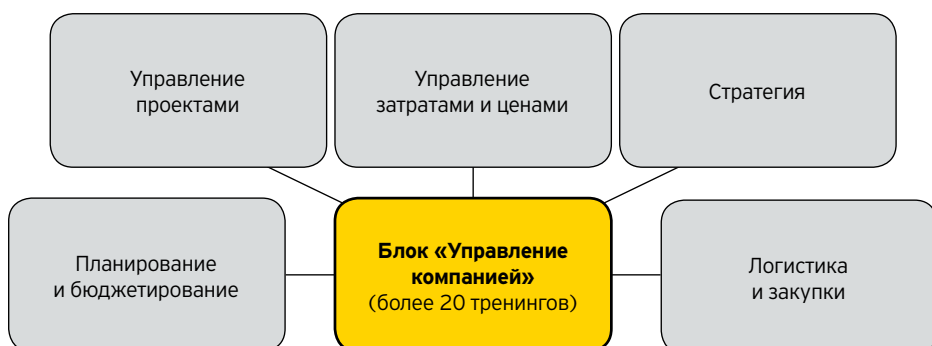 Управление
проектами
Управление
затратами и ценами
Стратегия
Планирование
и бюджетирование
Блок «Управление
компанией»
(более 20 тренингов)
Логистика
и закупки